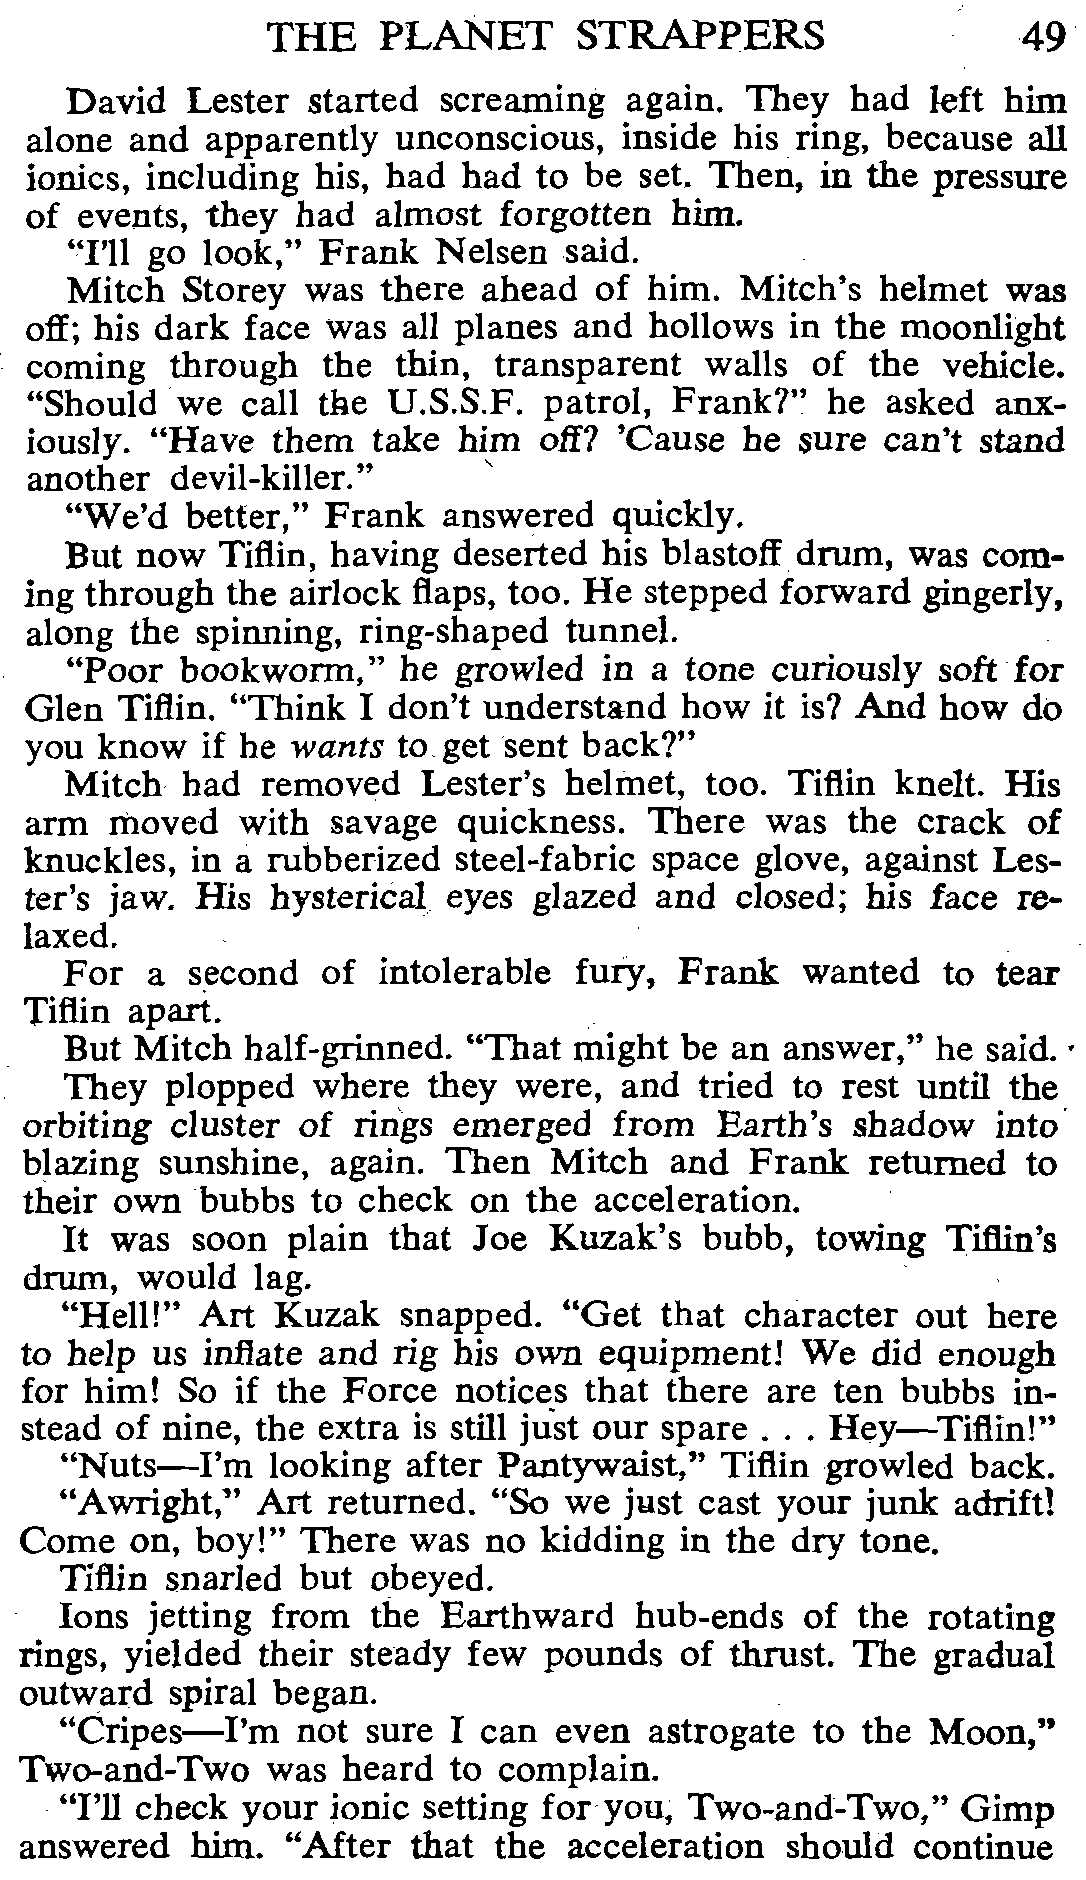 THE PLANET STRAPPERS 49
David Lester started screaming again. They had left him
alone and apparently unconscious, inside his ring, because all
ionics, including his, had had to be set. Then, in the pressure
of events, they had almost forgotten him.
“I’ll go look,” Frank Nelsen said.
Mitch Storey was there ahead of him. Mitch’s helmet was
off; his dark face was all planes and hollows in the moonlight
coming through the thin, transparent walls of the vehicle.
“Should we call the U.S.S.F. patrol, Frank?” he asked anx-
iously. “Have them take him off? ’Cause he sure can’t stand
another devil-killer.”
“We’d better,” Frank answered quickly.
But now Tiflin, having deserted his blastoff drum, was com-
ing through the airlock flaps, too. He stepped forward gingerly,
along the spinning, ring-shaped tunnel.
“Poor bookworm,” he growled in a tone curiously soft for
Glen Tiflin. “Think I don’t understand how it is? And how do
you know if he wants to get sent back?”
Mitch had removed Lester’s helmet, too. Tiflin knelt. His
arm moved with savage quickness. There was the crack of
knuckles, in a rubberized steel-fabric space glove, against Les-
ter’s jaw. His hysterical eyes glazed and closed; his face re-
laxed.
For a second of intolerable fury, Frank wanted to tear
Tiflin apart.
But Mitch half-grinned. “That might be an answer,” he said.
They plopped where they were, and tried to rest until the
orbiting cluster of rings emerged from Earth’s shadow into
blazing sunshine, again. Then Mitch and Frank returned to
their own bubbs to check on the acceleration.
It was soon plain that Joe Kuzak’s bubb, towing Tiflin’s
drum, would lag.
“Hell!” Art Kuzak snapped. “Get that character out here
to help us inflate and rig his own equipment! We did enough
for him! So if the Force notices that there are ten bubbs in-
stead of nine, the extra is still just our spare . . . Hey—Tiflin!”
“Nuts—I’m looking after Pantywaist,” Tiflin growled back.
“Awright,” Art returned. “So we just cast your junk adrift!
Come on, boy!” There was no kidding in the dry tone.
Tiflin snarled but obeyed.
Ions jetting from the Earthward hub-ends of the rotating
rings, yielded their steady few pounds of thrust. The gradual
outward spiral began.
“Cripes—I’m not sure I can even astrogate to the Moon,”
Two-and-Two was heard to complain.
“I’ll check your ionic setting for you, Two-and-Two,” Gimp
answered him. “After that the acceleration should continue